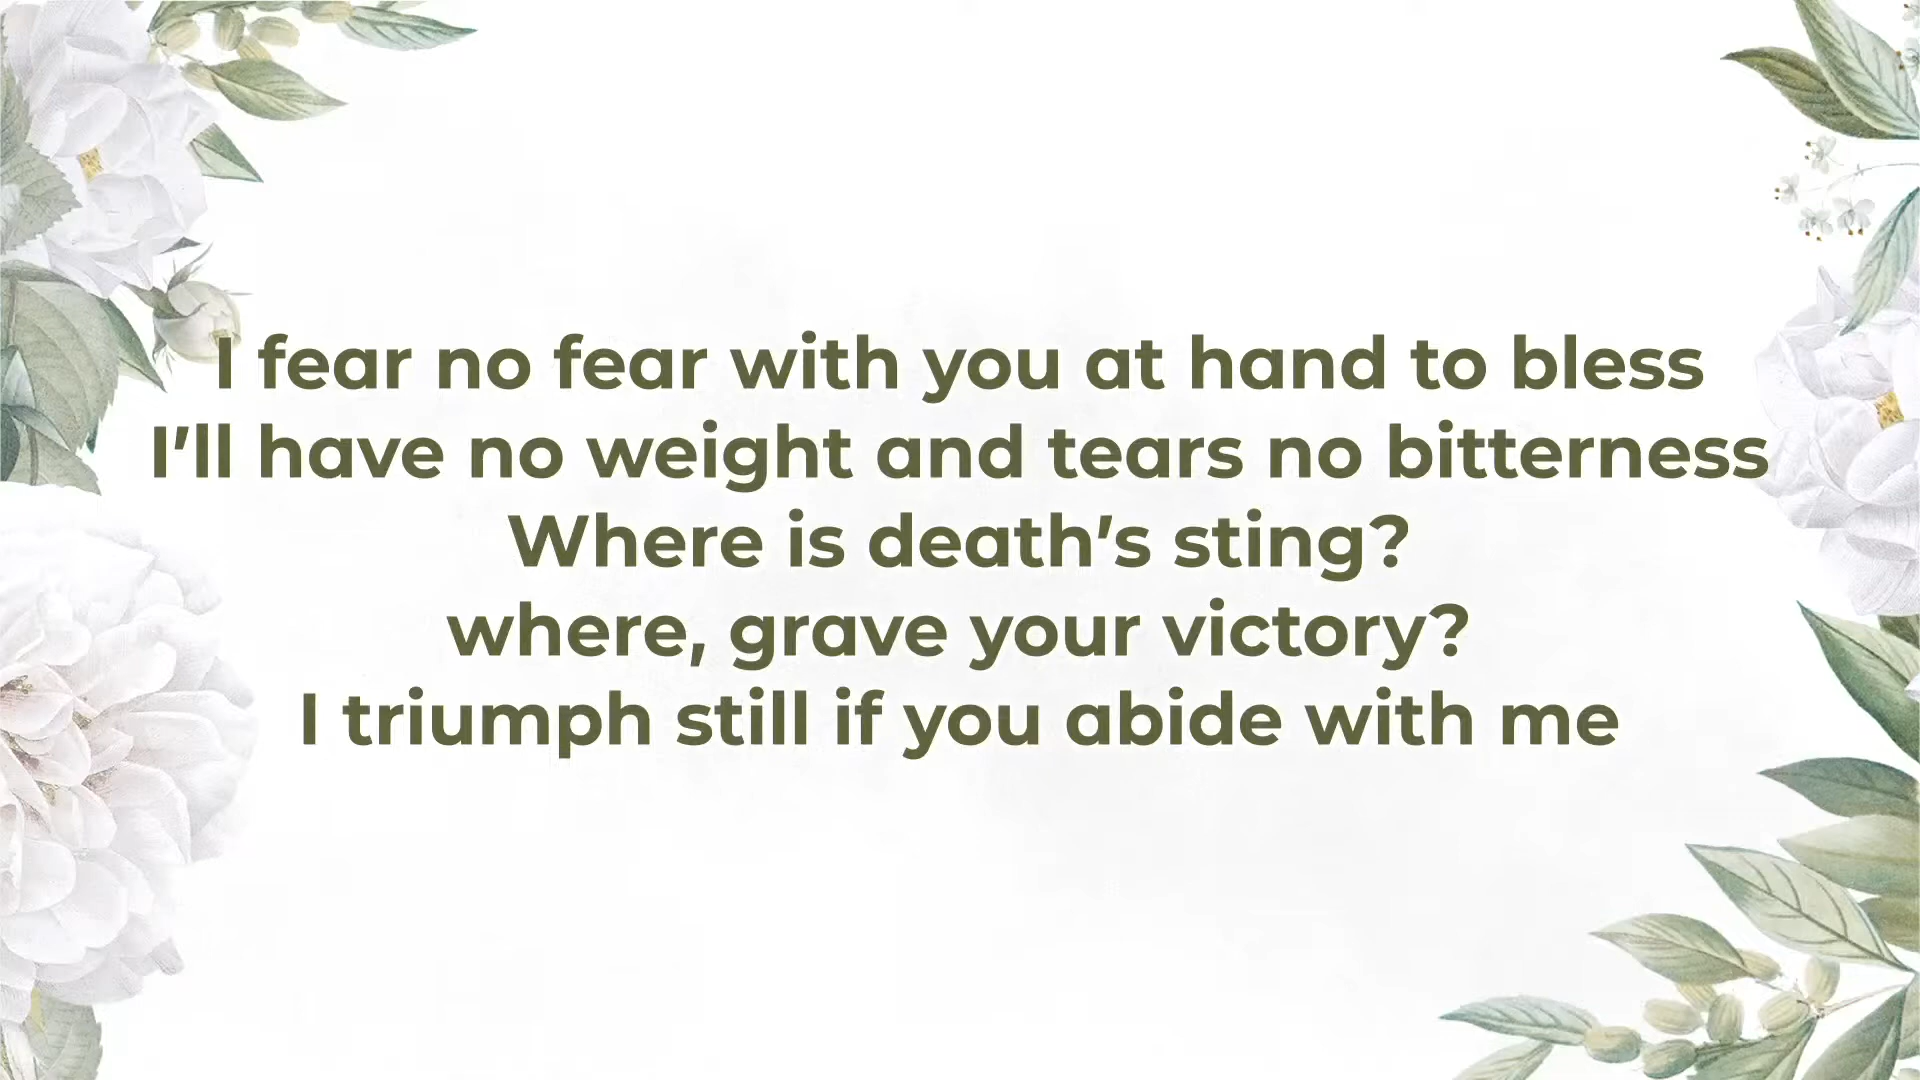 I fear no fear with you at hand to bless
I'll have no weight and tears no bitterness
Where is death's sting?
where, grave your victory?
I triumph still if you abide with me